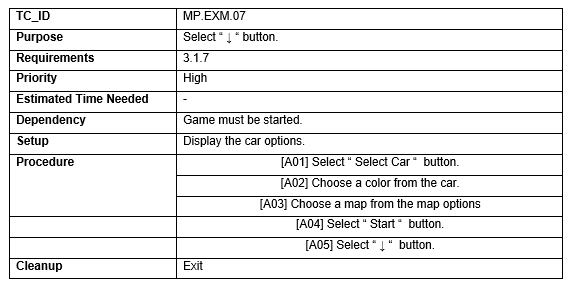 TC_ID MP.EXM.07
Purpose Select “ ↓ “ button.
Requirements 3.1.7
Priority High
Estimated Time Needed -
Dependency Game must be started.
Setup Display the car options.
Procedure [A01] Select “ Select Car “ button.
[A02] Choose a color from the car.
[A03] Choose a map from the map options
[A04] Select “ Start “ button.
[A05] Select “ ↓ “ button.
Cleanup Exit